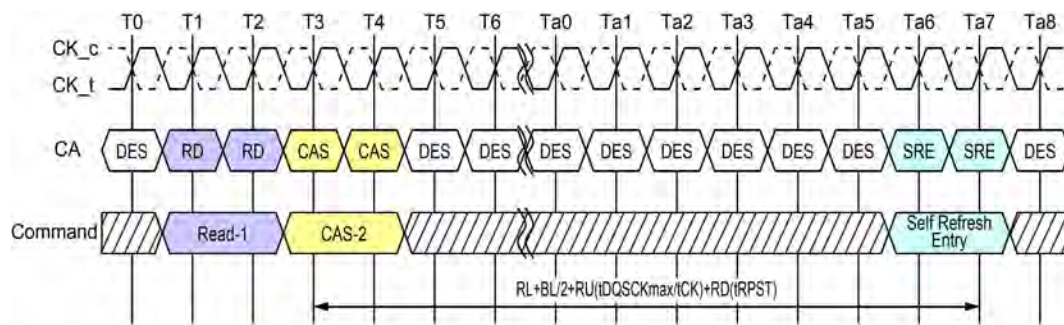 T0 T1 T2 T3 T4 T5 T6 Ta0 Ta1 Ta2 Ta3 Ta4 Ta5 Ta6 Ta7 Ta8
CK_c
CK_t
CA DES RD RD CAS CAS DES DES DES DES DES DES DES DES SRE SRE DES
Command Read-1 CAS-2 Self Refresh
Entry
RL+BL/2+RU(tDQSCKmax/tCK)+RD(tRPST)